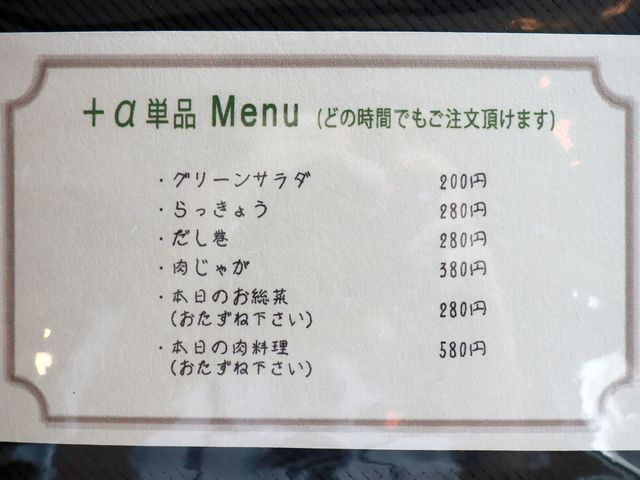 +α単品 Menu (どの時間でもご注文頂けます)
・グリーンサラダ 200円
・らっきょう 280円
・だし巻 280円
・肉じゃが 380円
・本日のお総菜 280円
(おたずね下さい)
・本日の肉料理 580円
(おたずね下さい)